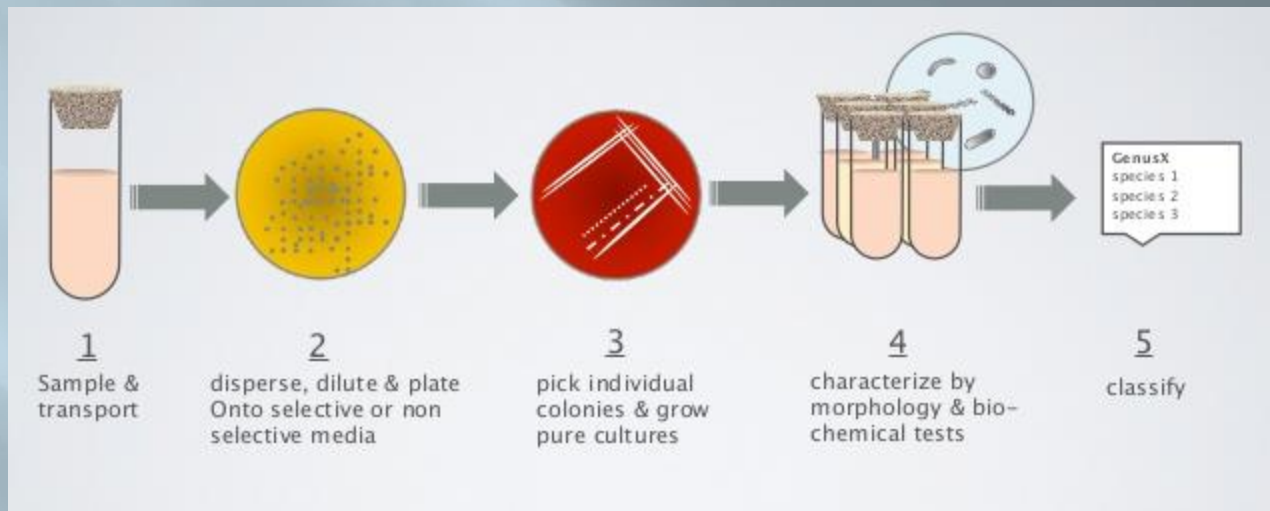 GenusX
species 1
species 2
species 3
1
Sample &
transport
2
disperse, dilute & plate
Onto selective or non
selective media
3
pick individual
colonies & grow
pure cultures
4
characterize by
morphology & bio-
chemical tests
5
classify